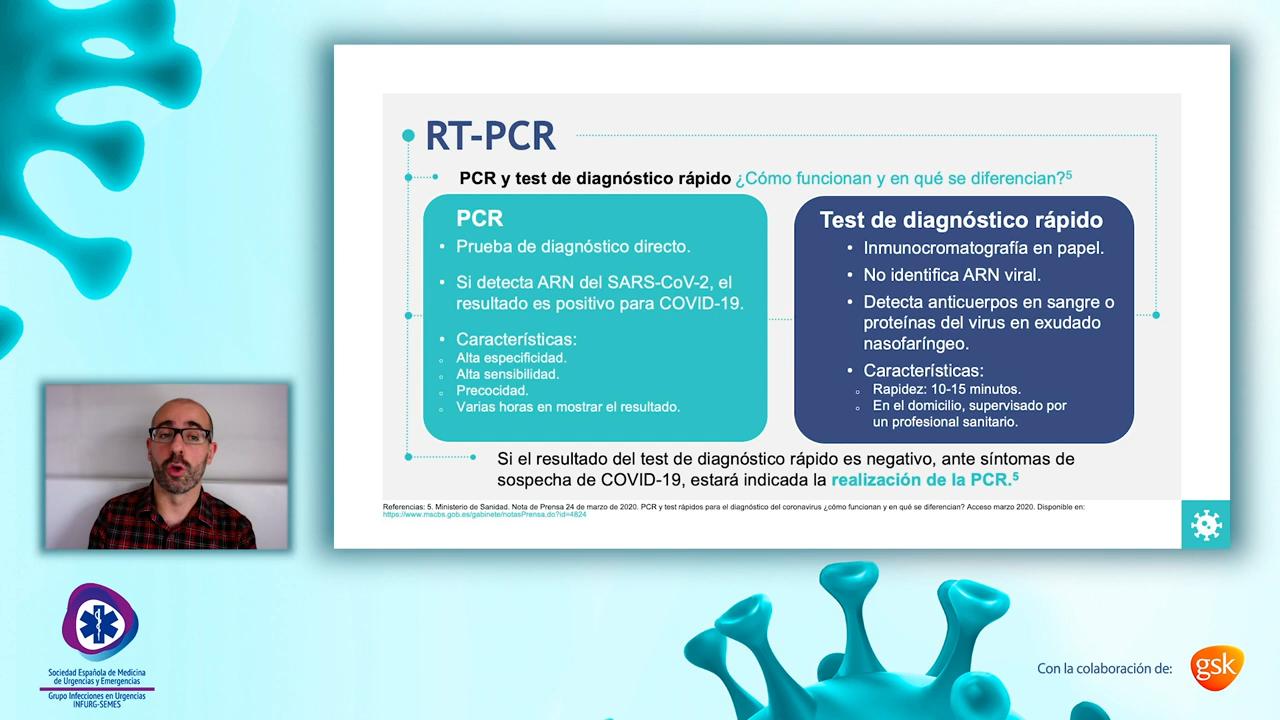 RT-PCR
PCR y test de diagnóstico rápido ¿Cómo funcionan y en qué se diferencian?⁵
PCR
• Prueba de diagnóstico directo.
• Si detecta ARN del SARS-CoV-2, el
resultado es positivo para COVID-19.
• Características:
o Alta especificidad.
o Alta sensibilidad.
o Precocidad.
o Varias horas en mostrar el resultado.
Test de diagnóstico rápido
• Inmunocromatografía en papel.
• No identifica ARN viral.
• Detecta anticuerpos en sangre o
proteínas del virus en exudado
nasofaríngeo.
• Características:
o Rapidez: 10-15 minutos.
o En el domicilio, supervisado por
un profesional sanitario.
Si el resultado del test de diagnóstico rápido es negativo, ante síntomas de
sospecha de COVID-19, estará indicada la realización de la PCR.⁵
Referencias: 5. Ministerio de Sanidad. Nota de Prensa 24 de marzo de 2020. PCR y test rápidos para el diagnóstico del coronavirus ¿cómo funcionan y en qué se diferencian? Acceso marzo 2020. Disponible en:
https://www.mscbs.gob.es/gabinete/notasPrensa.do?id=4824
Sociedad Española de Medicina
de Urgencias y Emergencias
Grupo Infecciones en Urgencias
INFURG-SEMES
Con la colaboración de:
gsk